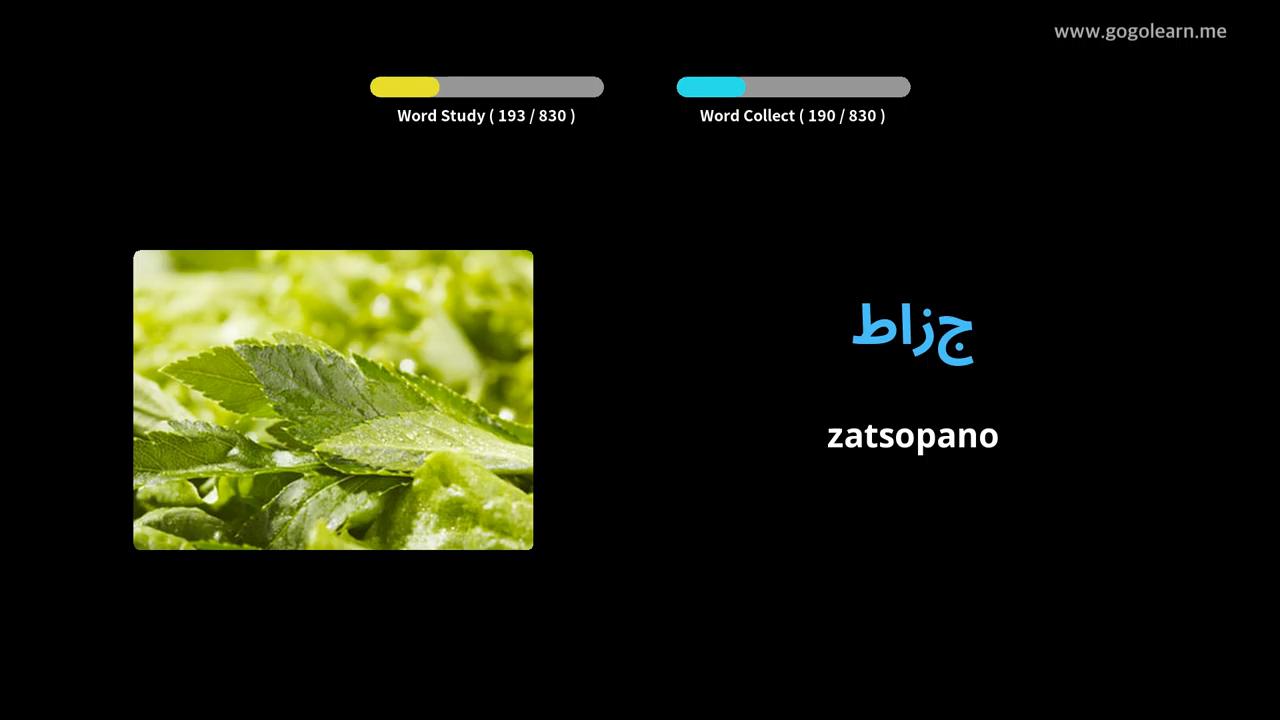 www.gogolearn.me
Word Study ( 193 / 830 )
Word Collect ( 190 / 830 )
جزاط
zatsopano